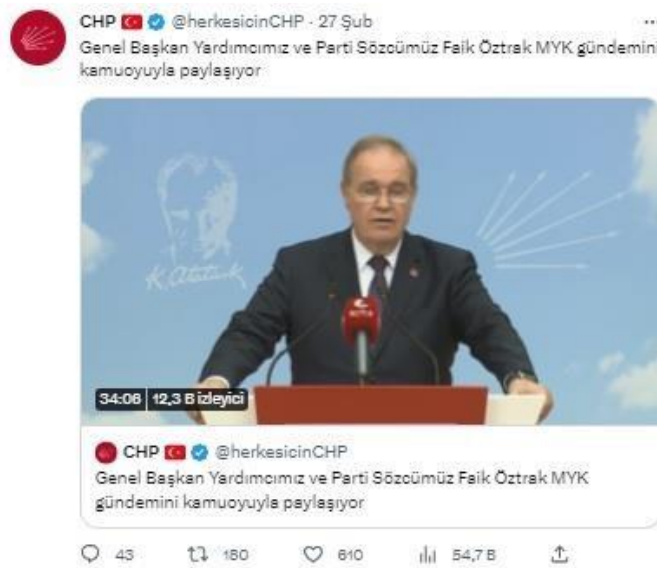 CHP @herkesicinCHP · 27 Şub
Genel Başkan Yardımcımız ve Parti Sözcümüz Faik Öztrak MYK gündemin
kamuoyuyla paylaşıyor
K. Atatürk
34:06 12,3 B izleyici
CHP @herkesicinCHP
Genel Başkan Yardımcımız ve Parti Sözcümüz Faik Öztrak MYK
gündemini kamuoyuyla paylaşıyor
43 180 610 54,7 B